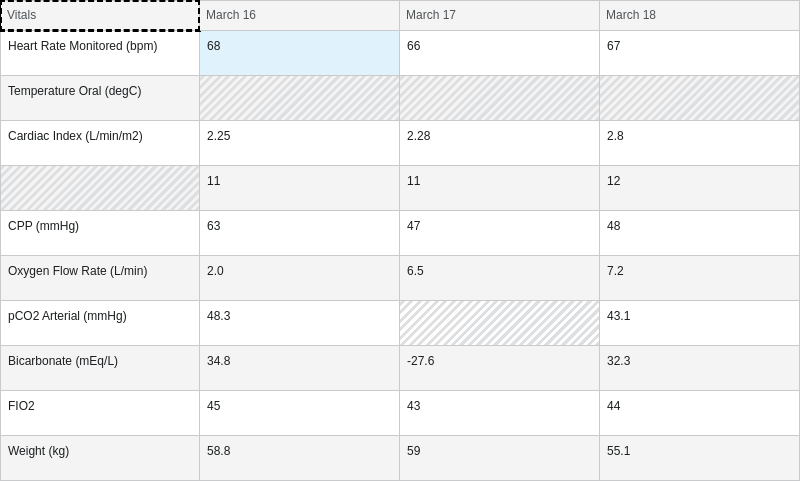 Vitals March 16 March 17 March 18
Heart Rate Monitored (bpm) 68 66 67
Temperature Oral (degC)
Cardiac Index (L/min/m2) 2.25 2.28 2.8
11 11 12
CPP (mmHg) 63 47 48
Oxygen Flow Rate (L/min) 2.0 6.5 7.2
pCO2 Arterial (mmHg) 48.3 43.1
Bicarbonate (mEq/L) 34.8 -27.6 32.3
FIO2 45 43 44
Weight (kg) 58.8 59 55.1